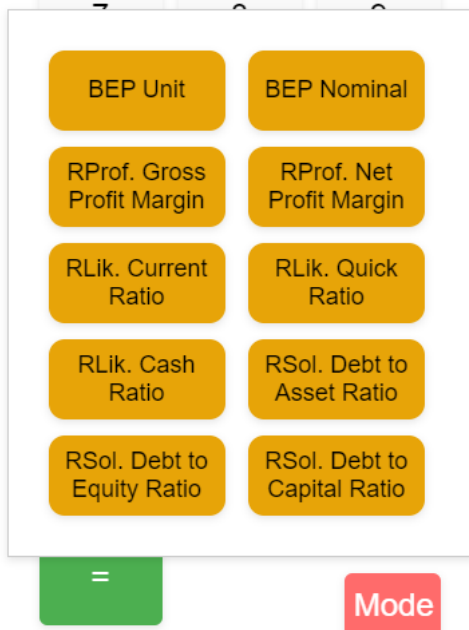 BEP Unit
BEP Nominal
RProf. Gross
Profit Margin
RProf. Net
Profit Margin
RLik. Current
Ratio
RLik. Quick
Ratio
RLik. Cash
Ratio
RSol. Debt to
Asset Ratio
RSol. Debt to
Equity Ratio
RSol. Debt to
Capital Ratio
=
Mode